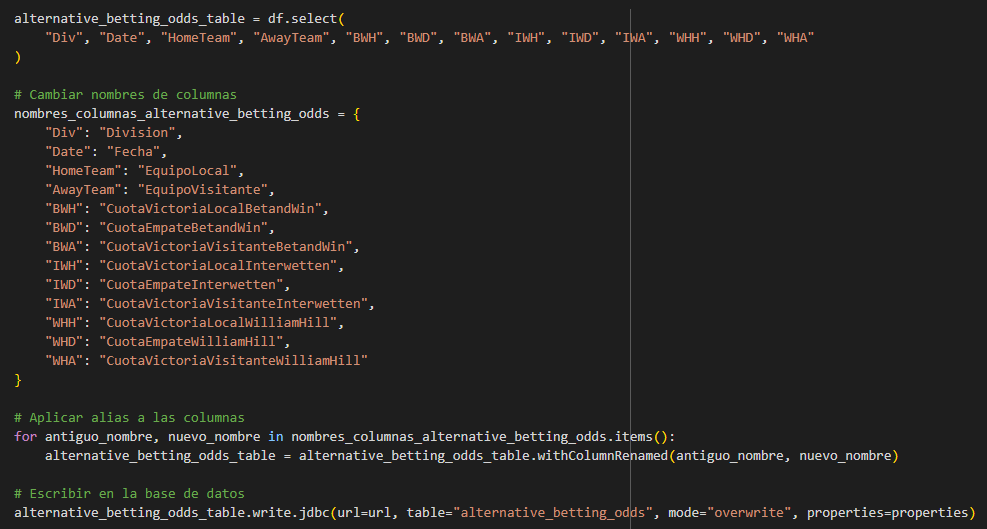 alternative_betting_odds_table = df.select(
    "Div", "Date", "HomeTeam", "AwayTeam", "BWH", "BWD", "BWA", "IWH", "IWD", "IWA", "WHH", "WHD", "WHA"
)

# Cambiar nombres de columnas
nombres_columnas_alternative_betting_odds = {
    "Div": "Division",
    "Date": "Fecha",
    "HomeTeam": "EquipoLocal",
    "AwayTeam": "EquipoVisitante",
    "BWH": "CuotaVictoriaLocalBetandWin",
    "BWD": "CuotaEmpateBetandWin",
    "BWA": "CuotaVictoriaVisitanteBetandWin",
    "IWH": "CuotaVictoriaLocalInterwetten",
    "IWD": "CuotaEmpateInterwetten",
    "IWA": "CuotaVictoriaVisitanteInterwetten",
    "WHH": "CuotaVictoriaLocalWilliamHill",
    "WHD": "CuotaEmpateWilliamHill",
    "WHA": "CuotaVictoriaVisitanteWilliamHill"
}

# Aplicar alias a las columnas
for antiguo_nombre, nuevo_nombre in nombres_columnas_alternative_betting_odds.items():
    alternative_betting_odds_table = alternative_betting_odds_table.withColumnRenamed(antiguo_nombre, nuevo_nombre)

# Escribir en la base de datos
alternative_betting_odds_table.write.jdbc(url=url, table="alternative_betting_odds", mode="overwrite", properties=properties)